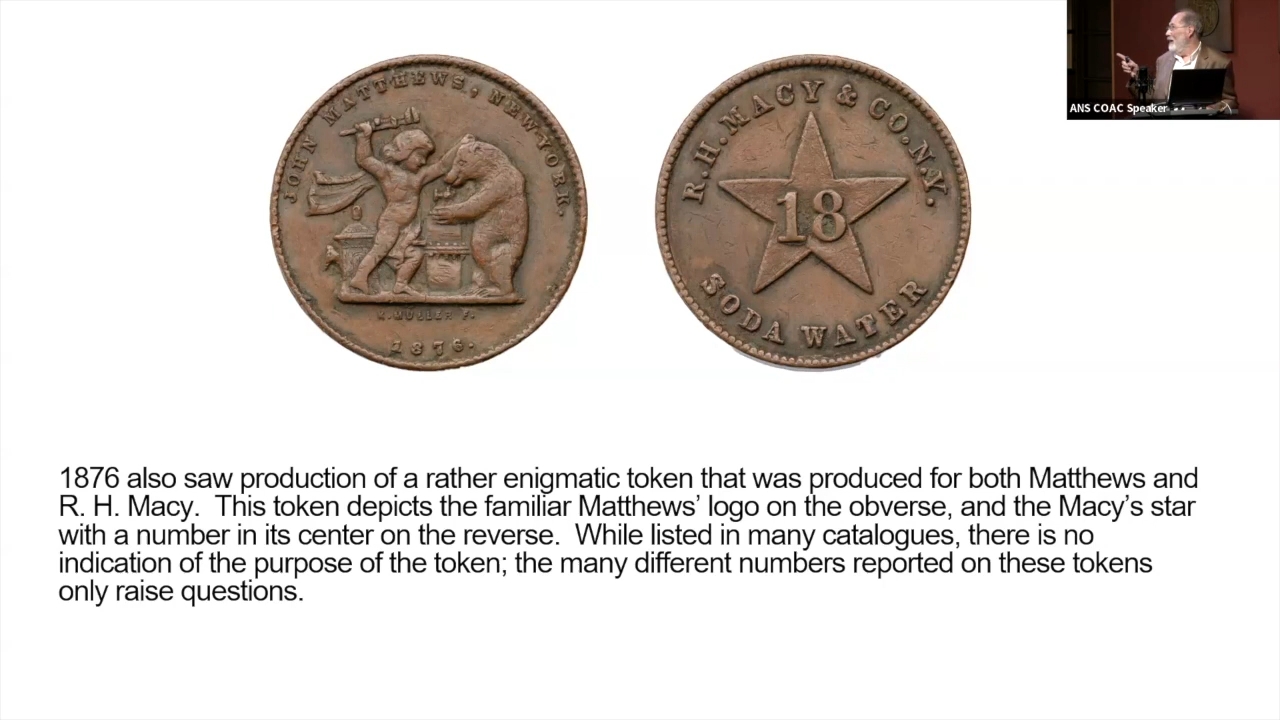 JOHN MATTHEWS, NEW-YORK.
K. MÜLLER F.
1876.
R.H. MACY & CO. N.Y.
18
SODA WATER
ANS COAC Speaker
1876 also saw production of a rather enigmatic token that was produced for both Matthews and
R. H. Macy.  This token depicts the familiar Matthews’ logo on the obverse, and the Macy’s star
with a number in its center on the reverse.  While listed in many catalogues, there is no
indication of the purpose of the token; the many different numbers reported on these tokens
only raise questions.